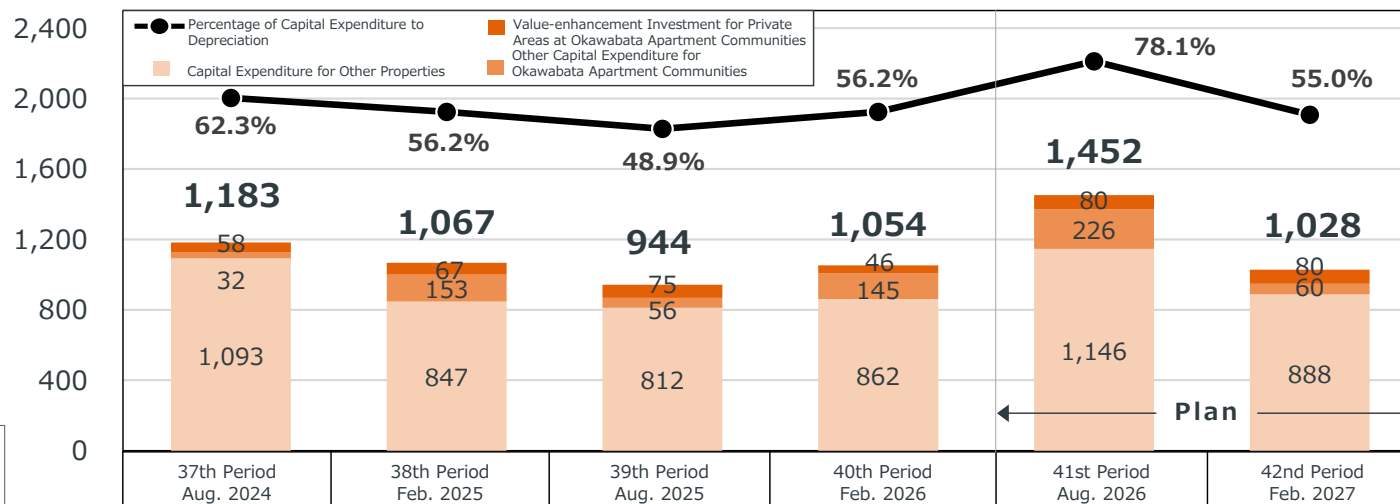 2,400
2,000
1,600
1,200
800
400
0
Percentage of Capital Expenditure to
Depreciation
Capital Expenditure for Other Properties
Value-enhancement Investment for Private
Areas at Okawabata Apartment Communities
Other Capital Expenditure for
Okawabata Apartment Communities
62.3%
56.2%
48.9%
56.2%
78.1%
55.0%
1,183
58
32
1,093
1,067
67
153
847
944
75
56
812
1,054
46
145
862
1,452
80
226
1,146
1,028
80
60
888
Plan
37th Period
Aug. 2024
38th Period
Feb. 2025
39th Period
Aug. 2025
40th Period
Feb. 2026
41st Period
Aug. 2026
42nd Period
Feb. 2027